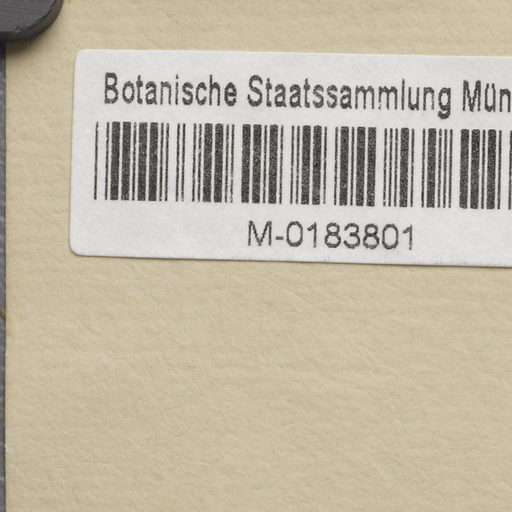 Botanische Staatssammlung Mün
M-0183801